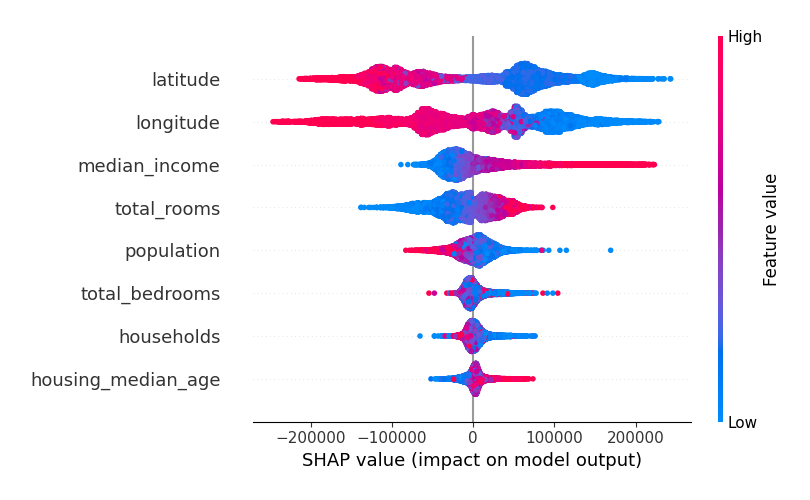 High
latitude
longitude
median_income
total_rooms
population
total_bedrooms
households
housing_median_age
Feature value
Low
−200000 −100000 0 100000 200000
SHAP value (impact on model output)